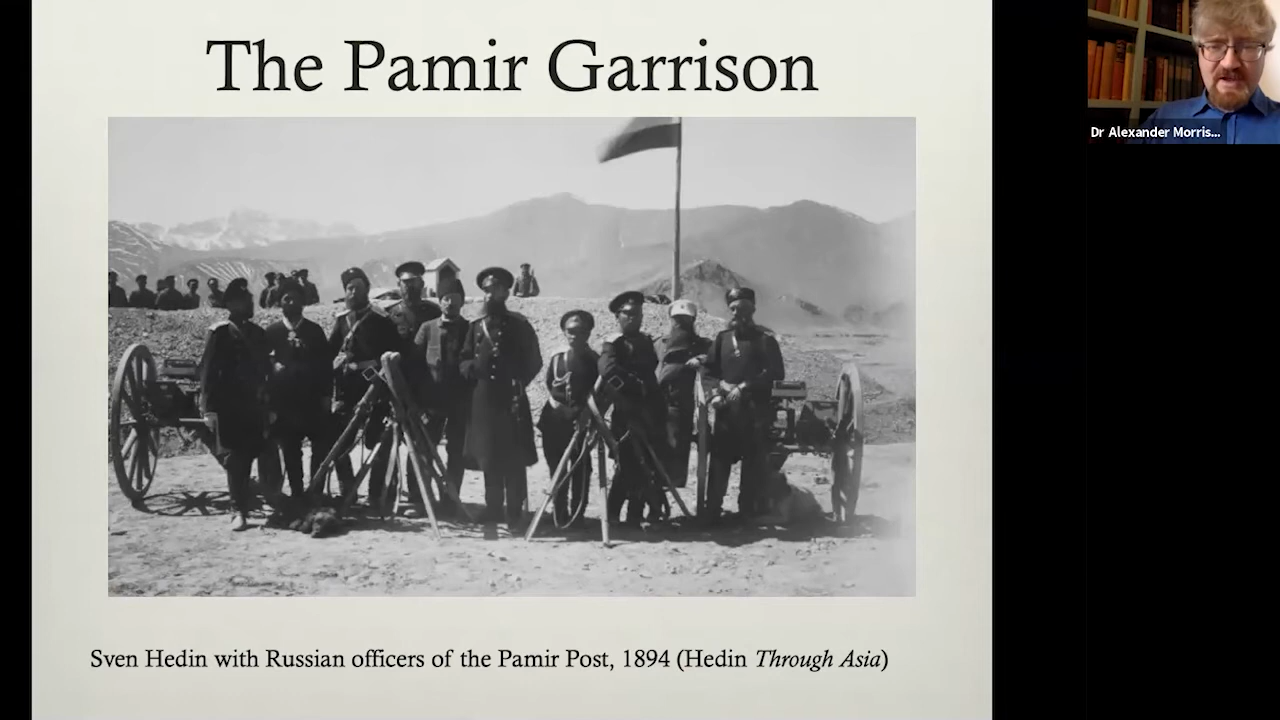 The Pamir Garrison
Dr Alexander Morris...
Sven Hedin with Russian officers of the Pamir Post, 1894 (Hedin Through Asia)